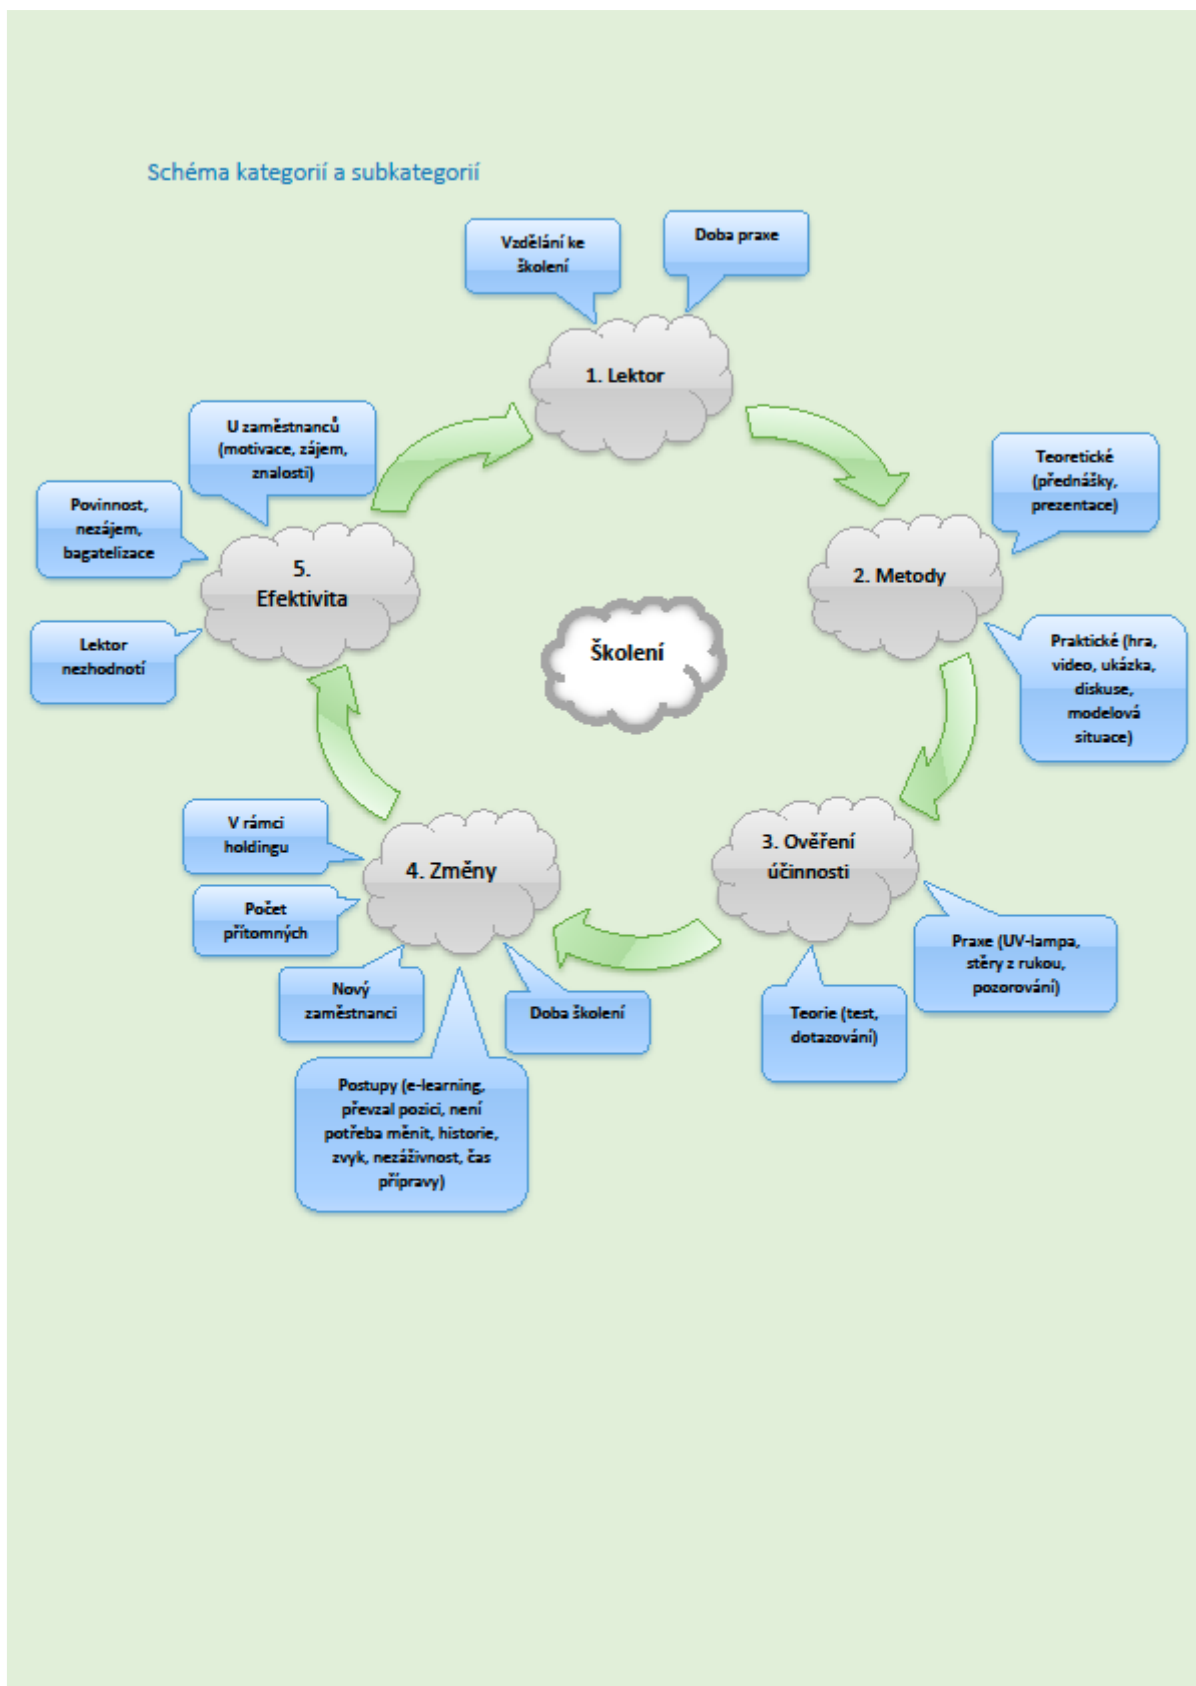 Schéma kategorií a subkategorií
Vzdělání ke
školení
Doba praxe
1. Lektor
U zaměstnanců
(motivace, zájem,
znalosti)
Povinnost,
nezájem,
bagatelizace
Lektor
nezhodnotí
5.
Efektivita
Teoretické
(přednášky,
prezentace)
2. Metody
Praktické (hra,
video, ukázka,
diskuse,
modelová
situace)
Školení
3. Ověření
účinnosti
Praxe (UV-lampa,
stěry z rukou,
pozorování)
Teorie (test,
dotazování)
4. Změny
V rámci
holdingu
Počet
přítomných
Nový
zaměstnanci
Doba školení
Postupy (e-learning,
převzal pozici, není
potřeba měnit, historie,
zvyk, nezáživnost, čas
přípravy)